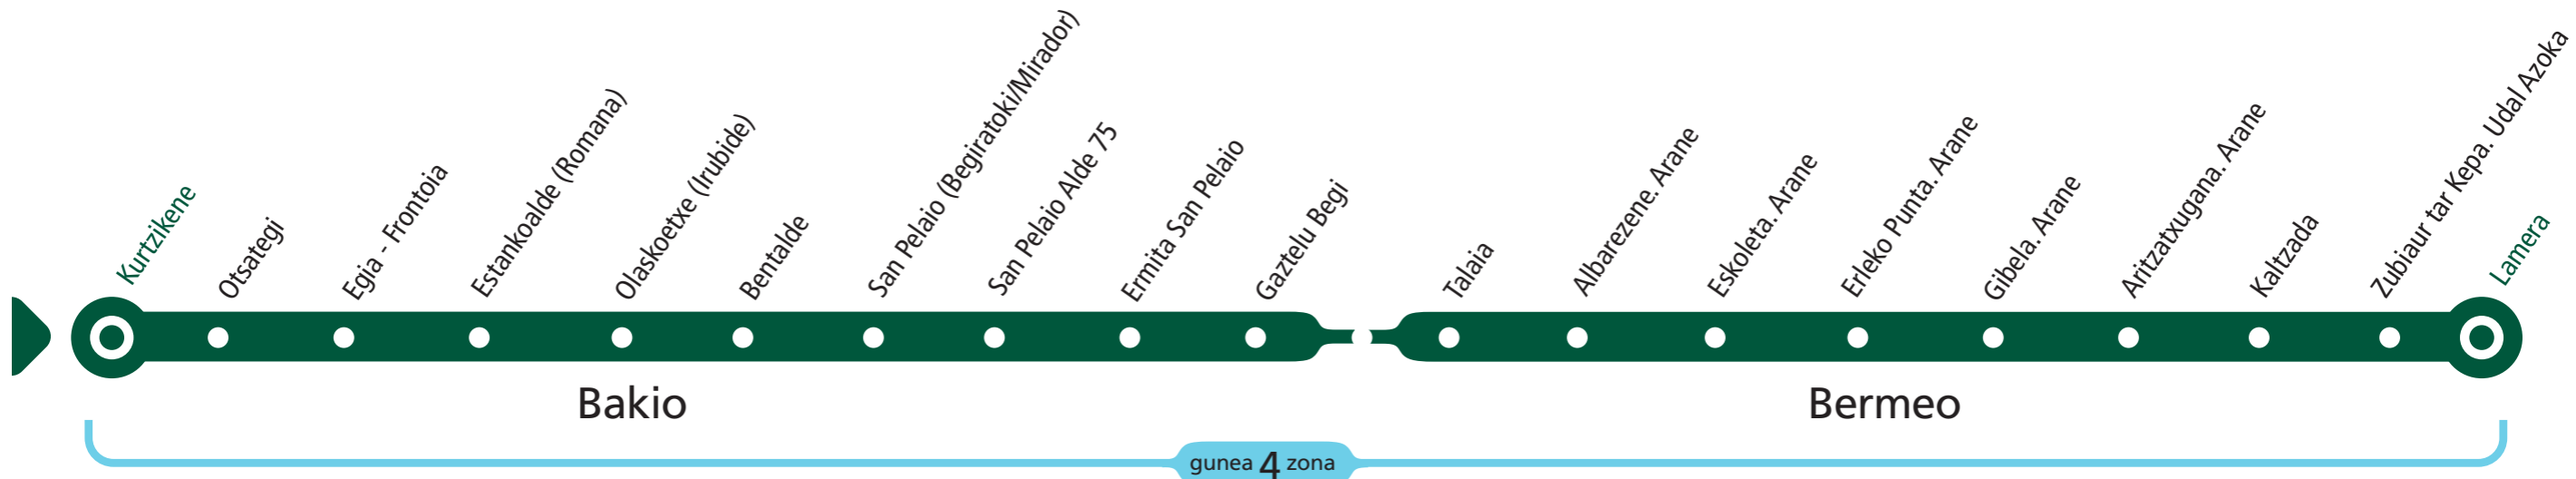 Kurtzikene
Otsategi
Egia - Frontoia
Estankoalde (Romana)
Olaskoetxe (Irubide)
Bentalde
San Pelaio (Begiratoki/Mirador)
San Pelaio Alde 75
Ermita San Pelaio
Gaztelu Begi
Talaia
Albarezene. Arane
Eskoleta. Arane
Erleko Punta. Arane
Gibela. Arane
Aritzatxugana. Arane
Kaltzada
Zubiaur tar Kepa. Udal Azoka
Lamera
Bakio
Bermeo
gunea 4 zona